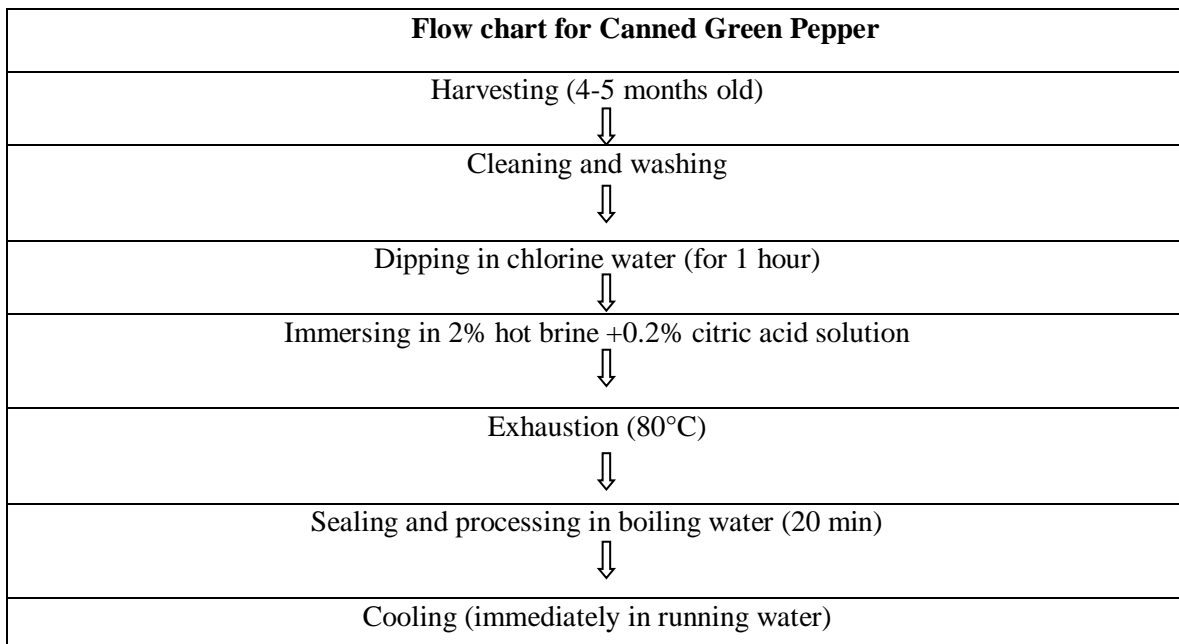 Flow chart for Canned Green Pepper
Harvesting (4-5 months old)
Cleaning and washing
Dipping in chlorine water (for 1 hour)
Immersing in 2% hot brine +0.2% citric acid solution
Exhaustion (80°C)
Sealing and processing in boiling water (20 min)
Cooling (immediately in running water)